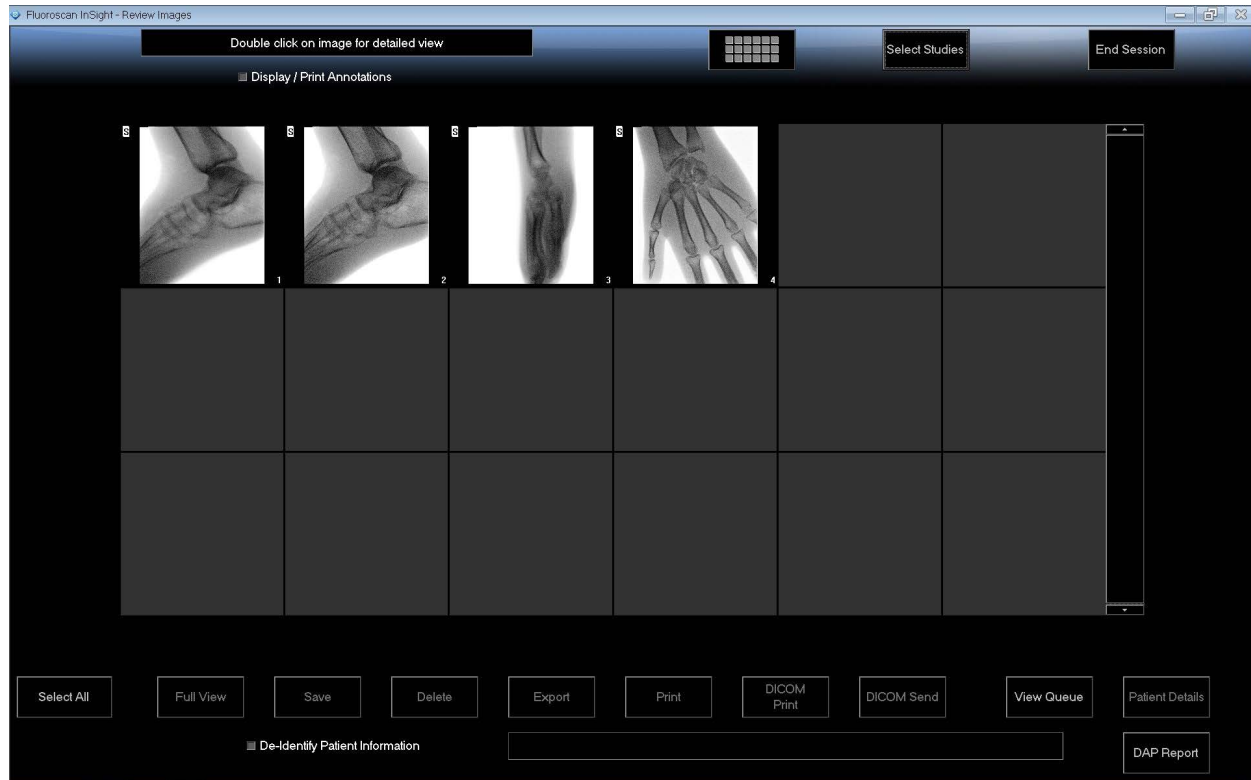 Fluoroscan InSight - Review Images
Double click on image for detailed view
Select Studies
End Session
Display / Print Annotations
S
S
S
S
1
2
3
4
Select All
Full View
Save
Delete
Export
Print
DICOM
Print
DICOM Send
View Queue
Patient Details
De-Identify Patient Information
DAP Report